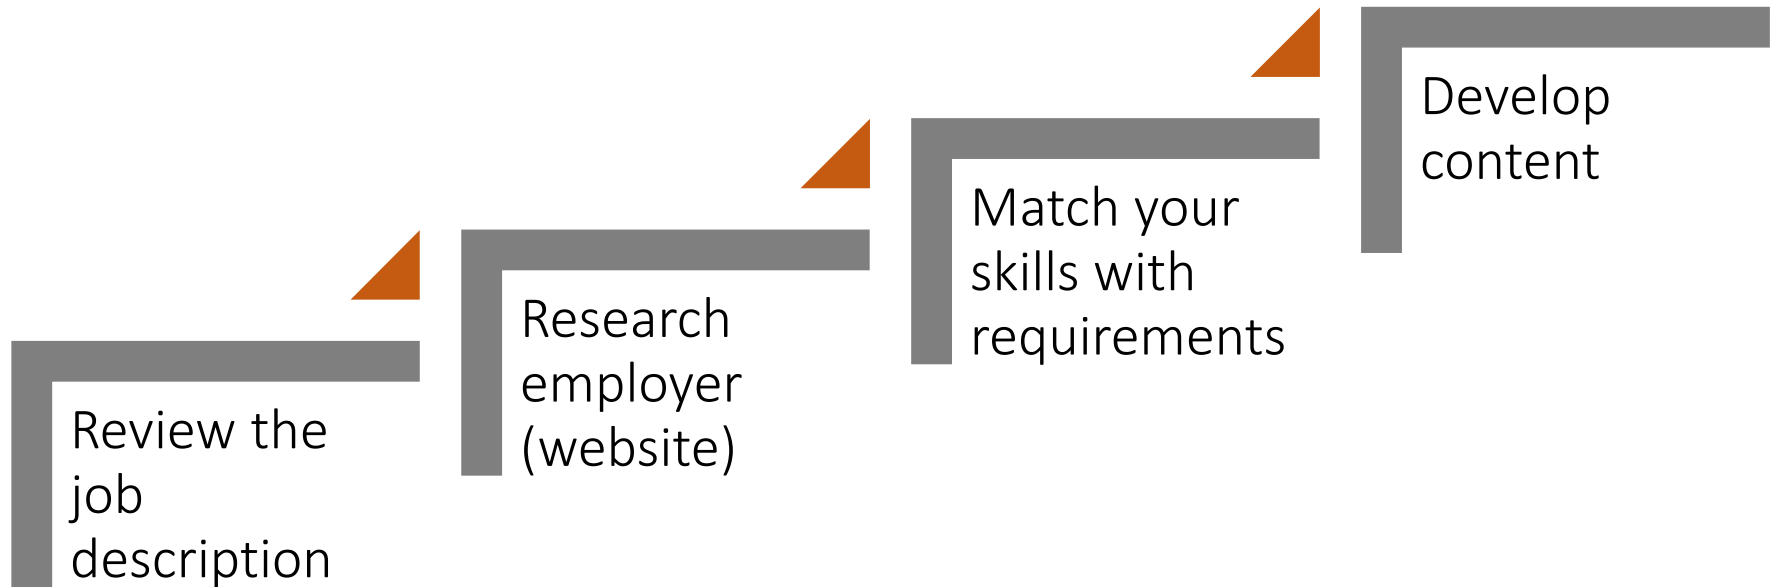 Review the
job
description
Research
employer
(website)
Match your
skills with
requirements
Develop
content